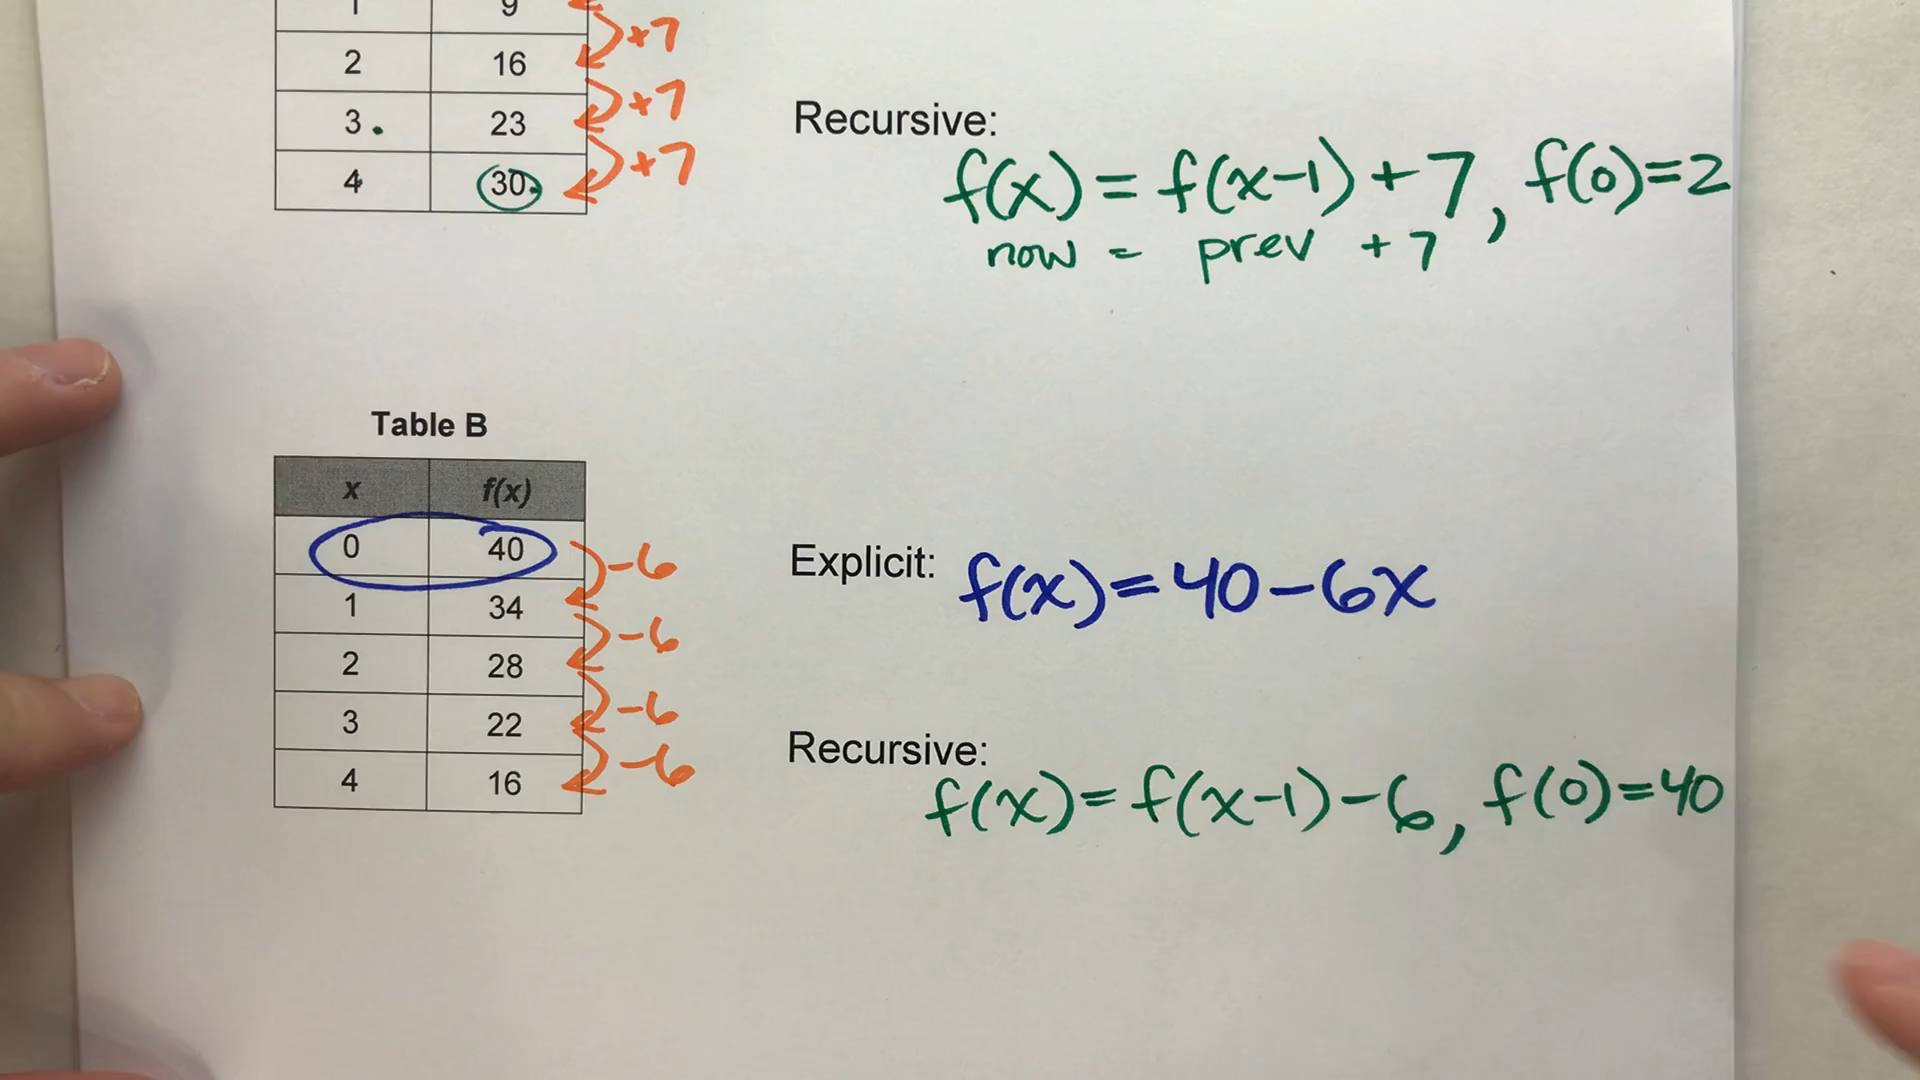 1 9
+7
2 16
+7
3. 23
+7
4 30
Recursive:
f(x) = f(x-1) + 7, f(0)=2
now = prev + 7
Table B
x f(x)
0 40
-6
1 34
-6
2 28
-6
3 22
-6
4 16
Explicit: f(x) = 40 - 6x
Recursive:
f(x) = f(x-1) - 6, f(0)=40